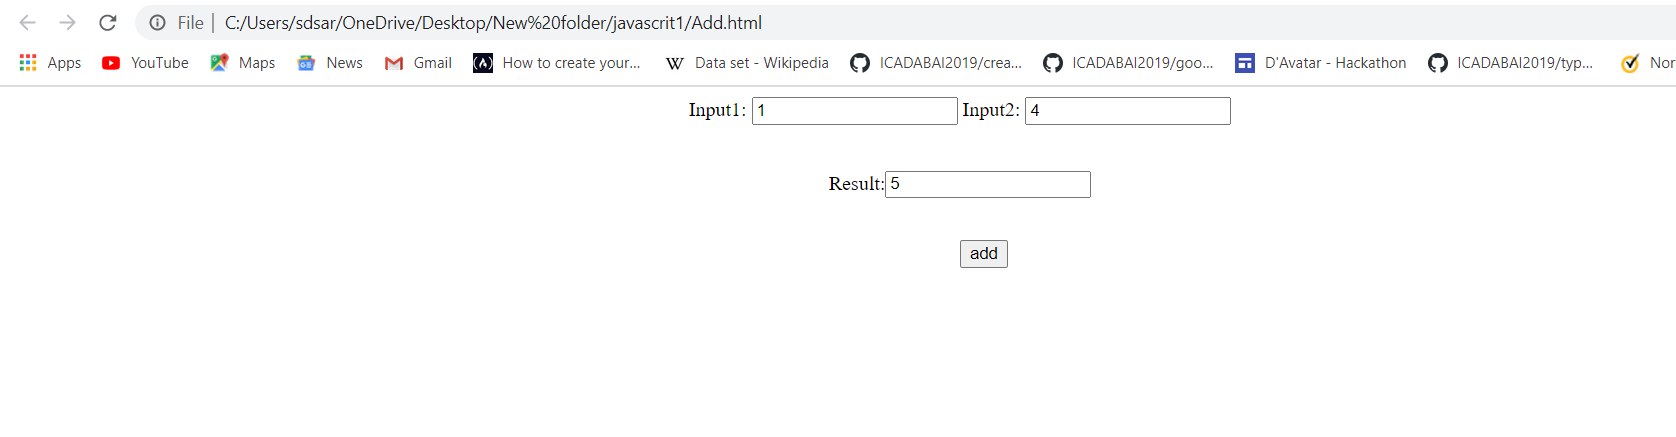 File | C:/Users/sdsar/OneDrive/Desktop/New%20folder/javascrit1/Add.html
Apps YouTube Maps News Gmail How to create your... W Data set - Wikipedia ICADABAI2019/crea... ICADABAI2019/goo... D'Avatar - Hackathon ICADABAI2019/typ... Nor
Input1: 1 Input2: 4
Result: 5
add